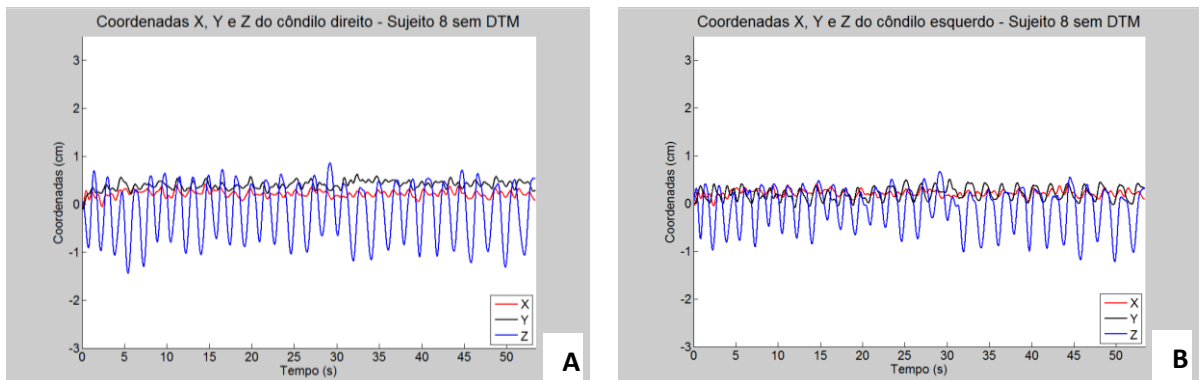 Coordenadas X, Y e Z do côndilo direito - Sujeito 8 sem DTM
3
2
1
0
-1
-2
-3
Coordenadas (cm)
0 5 10 15 20 25 30 35 40 45 50
Tempo (s)
X
Y
Z
A
Coordenadas X, Y e Z do côndilo esquerdo - Sujeito 8 sem DTM
3
2
1
0
-1
-2
-3
Coordenadas (cm)
0 5 10 15 20 25 30 35 40 45 50
Tempo (s)
X
Y
Z
B